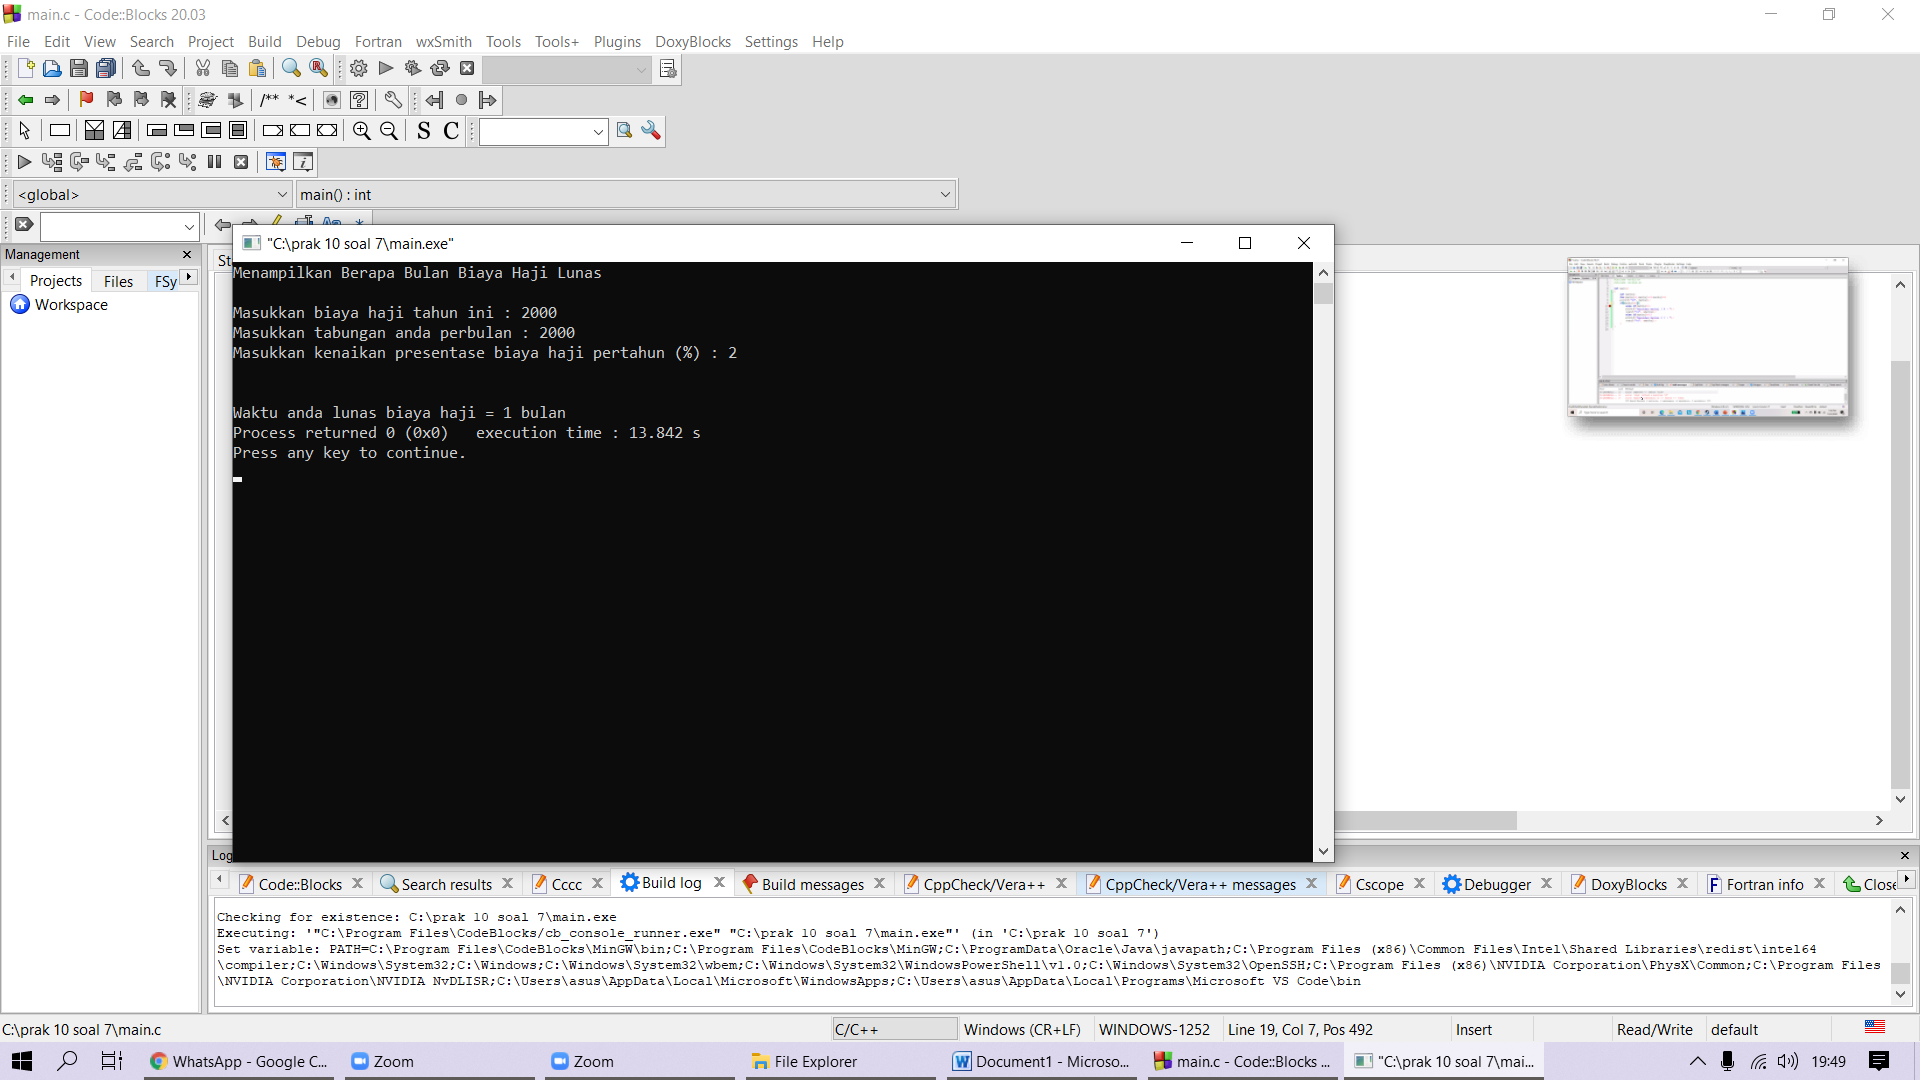 main.c - Code::Blocks 20.03
File Edit View Search Project Build Debug Fortran wxSmith Tools Tools+ Plugins DoxyBlocks Settings Help
/** *<
S C
<global> main() : int
"C:\prak 10 soal 7\main.exe"
Management
St
Projects Files FSy
Workspace
Menampilkan Berapa Bulan Biaya Haji Lunas
Masukkan biaya haji tahun ini : 2000
Masukkan tabungan anda perbulan : 2000
Masukkan kenaikan presentase biaya haji pertahun (%) : 2
Waktu anda lunas biaya haji = 1 bulan
Process returned 0 (0x0)   execution time : 13.842 s
Press any key to continue.
Log
Code::Blocks Search results Cccc Build log Build messages CppCheck/Vera++ CppCheck/Vera++ messages Cscope Debugger DoxyBlocks Fortran info Close
Checking for existence: C:\prak 10 soal 7\main.exe
Executing: '"C:\Program Files\CodeBlocks/cb_console_runner.exe" "C:\prak 10 soal 7\main.exe"' (in 'C:\prak 10 soal 7')
Set variable: PATH=C:\Program Files\CodeBlocks\MinGW\bin;C:\Program Files\CodeBlocks\MinGW;C:\ProgramData\Oracle\Java\javapath;C:\Program Files (x86)\Common Files\Intel\Shared Libraries\redist\intel64
\compiler;C:\Windows\System32;C:\Windows;C:\Windows\System32\wbem;C:\Windows\System32\WindowsPowerShell\v1.0;C:\Windows\System32\OpenSSH;C:\Program Files (x86)\NVIDIA Corporation\PhysX\Common;C:\Program Files
\NVIDIA Corporation\NVIDIA NvDLISR;C:\Users\asus\AppData\Local\Microsoft\WindowsApps;C:\Users\asus\AppData\Local\Programs\Microsoft VS Code\bin
C:\prak 10 soal 7\main.c C/C++ Windows (CR+LF) WINDOWS-1252 Line 19, Col 7, Pos 492 Insert Read/Write default
WhatsApp - Google C... Zoom Zoom File Explorer Document1 - Microso... main.c - Code::Blocks ... "C:\prak 10 soal 7\mai... 19:49